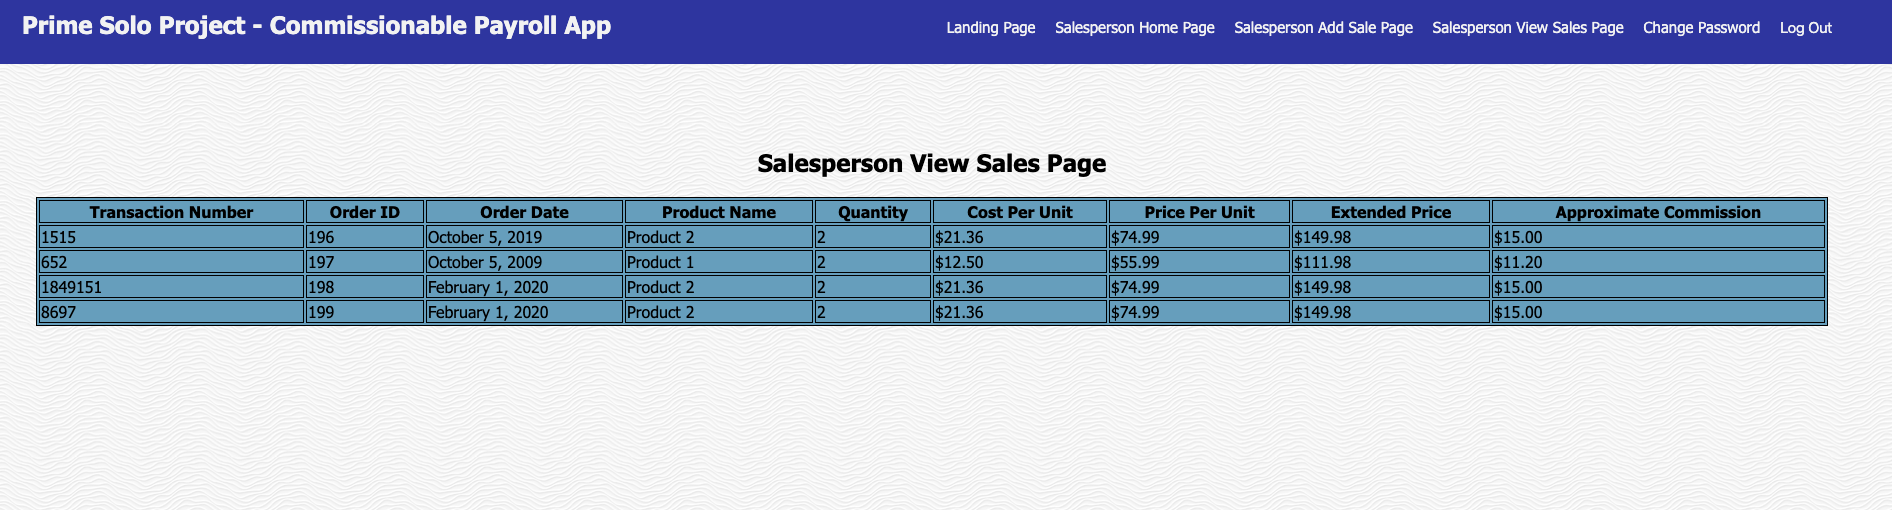 Prime Solo Project - Commissionable Payroll App
Landing Page Salesperson Home Page Salesperson Add Sale Page Salesperson View Sales Page Change Password Log Out
Salesperson View Sales Page
Transaction Number Order ID Order Date Product Name Quantity Cost Per Unit Price Per Unit Extended Price Approximate Commission
1515 196 October 5, 2019 Product 2 2 $21.36 $74.99 $149.98 $15.00
652 197 October 5, 2009 Product 1 2 $12.50 $55.99 $111.98 $11.20
1849151 198 February 1, 2020 Product 2 2 $21.36 $74.99 $149.98 $15.00
8697 199 February 1, 2020 Product 2 2 $21.36 $74.99 $149.98 $15.00